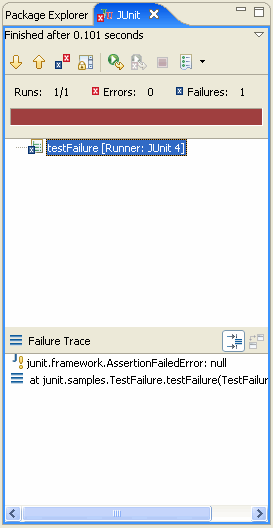 Package Explorer JUnit
Finished after 0.101 seconds
Runs: 1/1 Errors: 0 Failures: 1
testFailure [Runner: JUnit 4]
Failure Trace
junit.framework.AssertionFailedError: null
at junit.samples.TestFailure.testFailure(TestFailur